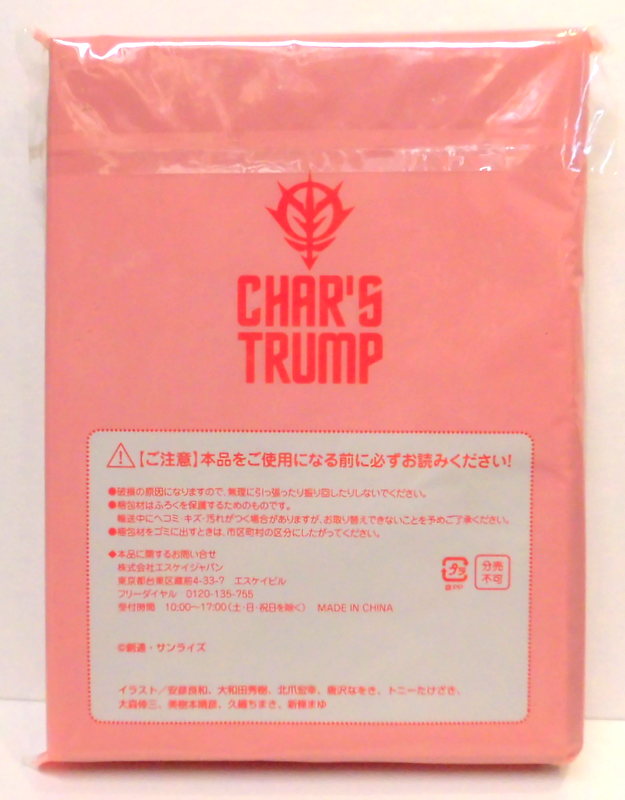 CHAR'S
TRUMP
【ご注意】本品をご使用になる前に必ずお読みください!
●破損の原因になりますので、無理に引っ張ったり振り回したりしないでください。
●梱包材はふろくを保護するためのものです。
輸送中にヘコミ・キズ・汚れがつく場合がありますが、お取り替えできないことを予めご了承ください。
●梱包材をゴミに出すときは、市区町村の区分にしたがってください。
◆本品に関するお問い合せ
株式会社エスケイジャパン
東京都台東区蔵前4-33-7 エスケイビル
フリーダイヤル 0120-135-755
受付時間 10:00~17:00(土・日・祝日を除く) MADE IN CHINA
プラ
PP
分売
不可
©創通・サンライズ
イラスト/安彦良和、大和田秀樹、北爪宏幸、唐沢なをき、トニーたけざき、
大森倖三、美樹本晴彦、久織ちまき、新條まゆ